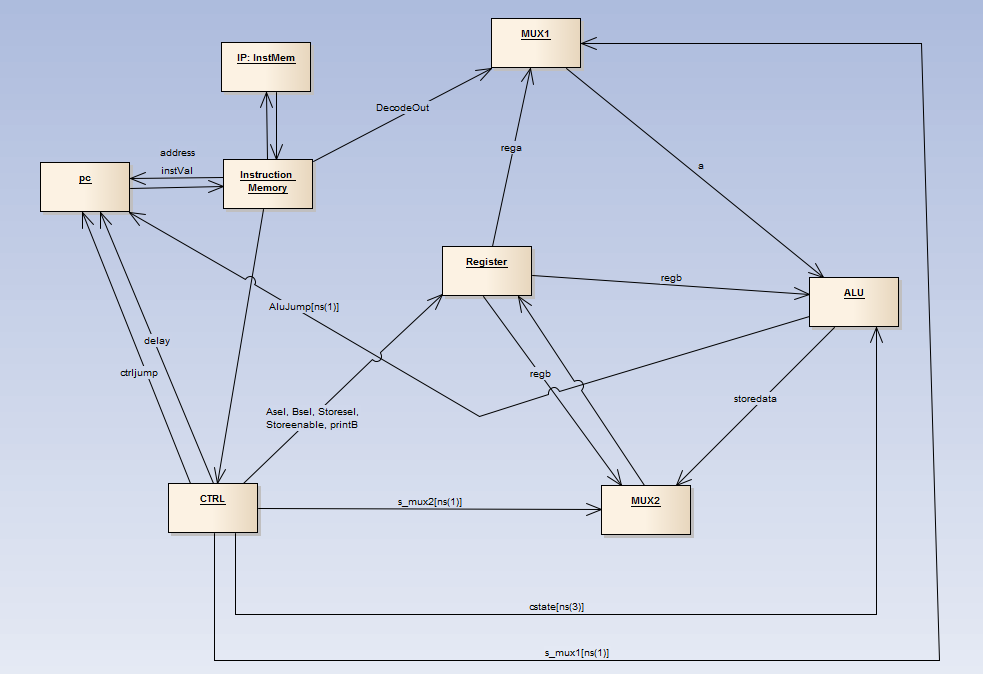 MUX1
IP: InstMem
DecodeOut
address
instVal
pc
Instruction
Memory
rega
a
Register
regb
ALU
AluJump[ns(1)]
delay
ctrljump
regb
storedata
Asel, Bsel, Storesel,
Storeenable, printB
CTRL
s_mux2[ns(1)]
MUX2
cstate[ns(3)]
s_mux1[ns(1)]